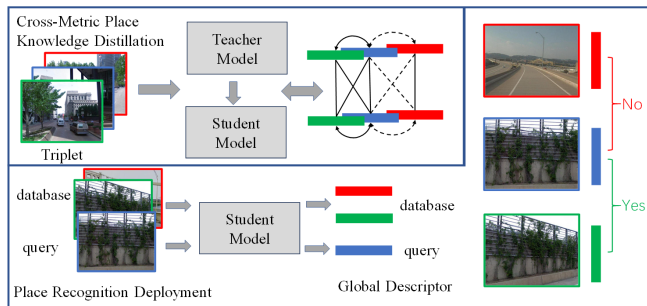 Cross-Metric Place
Knowledge Distillation
Teacher
Model
Student
Model
Triplet
No
Yes
database
query
Student
Model
database
query
Place Recognition Deployment
Global Descriptor